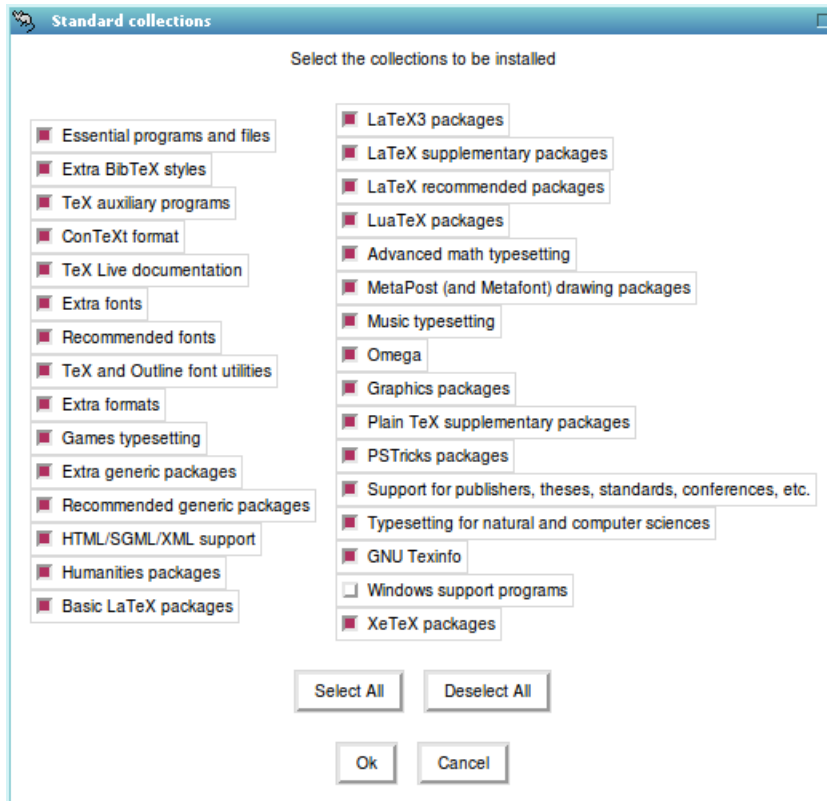 Standard collections
Select the collections to be installed
Essential programs and files
Extra BibTeX styles
TeX auxiliary programs
ConTeXt format
TeX Live documentation
Extra fonts
Recommended fonts
TeX and Outline font utilities
Extra formats
Games typesetting
Extra generic packages
Recommended generic packages
HTML/SGML/XML support
Humanities packages
Basic LaTeX packages
LaTeX3 packages
LaTeX supplementary packages
LaTeX recommended packages
LuaTeX packages
Advanced math typesetting
MetaPost (and Metafont) drawing packages
Music typesetting
Omega
Graphics packages
Plain TeX supplementary packages
PSTricks packages
Support for publishers, theses, standards, conferences, etc.
Typesetting for natural and computer sciences
GNU Texinfo
Windows support programs
XeTeX packages
Select All
Deselect All
Ok
Cancel